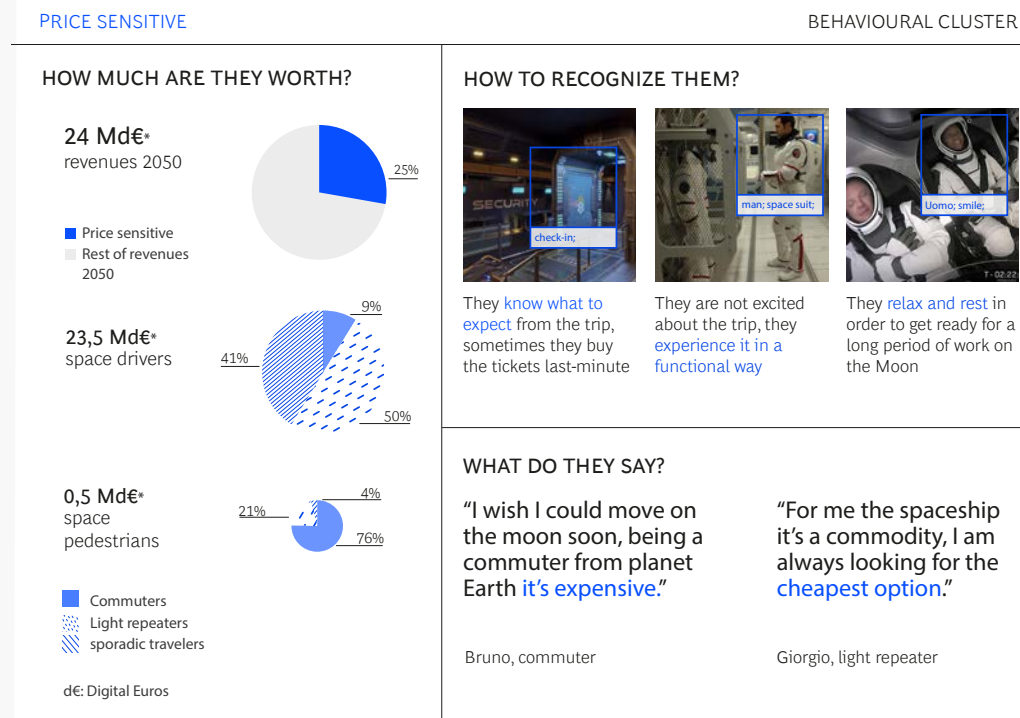 PRICE SENSITIVE
BEHAVIOURAL CLUSTER
HOW MUCH ARE THEY WORTH?
24 Md€*
revenues 2050
25%
Price sensitive
Rest of revenues
2050
23,5 Md€*
space drivers
9%
41%
50%
0,5 Md€*
space
pedestrians
4%
21%
76%
Commuters
Light repeaters
sporadic travelers
d€: Digital Euros
HOW TO RECOGNIZE THEM?
SECURITY
check-in;
They know what to
expect from the trip,
sometimes they buy
the tickets last-minute
man; space suit;
They are not excited
about the trip, they
experience it in a
functional way
Uomo; smile;
T - 02:22:
They relax and rest in
order to get ready for a
long period of work on
the Moon
WHAT DO THEY SAY?
“I wish I could move on
the moon soon, being a
commuter from planet
Earth it’s expensive.”
Bruno, commuter
“For me the spaceship
it’s a commodity, I am
always looking for the
cheapest option.”
Giorgio, light repeater